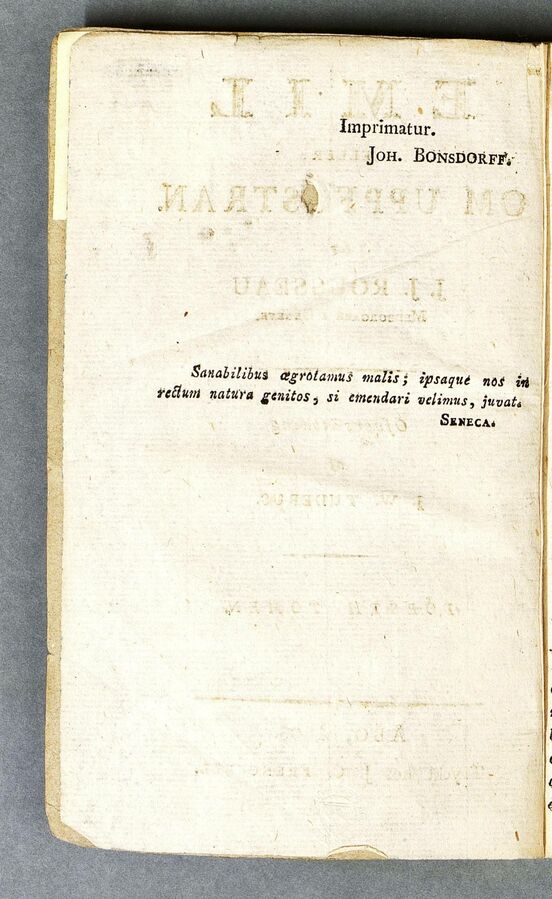 Imprimatur.
JOH. BONSDORFF.
Sanabilibus ægrotamus malis; ipsaque nos in
rectum natura genitos, si emendari velimus, juvat.
SENECA.